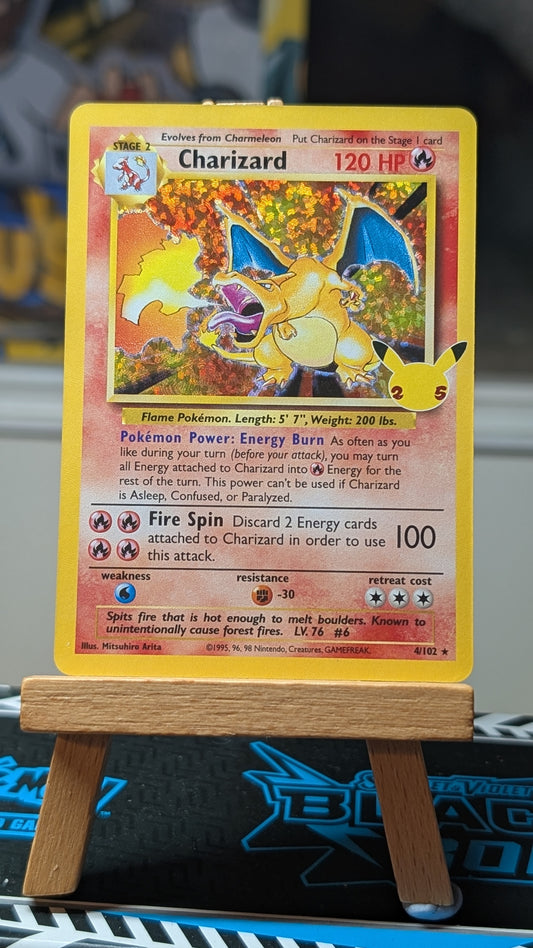 Evolves from Charmeleon Put Charizard on the Stage 1 card
STAGE 2
Charizard 120 HP
25
Flame Pokémon. Length: 5' 7", Weight: 200 lbs.
Pokémon Power: Energy Burn As often as you
like during your turn (before your attack), you may turn
all Energy attached to Charizard into Energy for the
rest of the turn. This power can't be used if Charizard
is Asleep, Confused, or Paralyzed.
Fire Spin Discard 2 Energy cards
attached to Charizard in order to use 100
this attack.
weakness resistance retreat cost
-30
Spits fire that is hot enough to melt boulders. Known to
unintentionally cause forest fires. LV. 76 #6
Illus. Mitsuhiro Arita ©1995, 96, 98 Nintendo, Creatures, GAMEFREAK. 4/102 ★
VIOLET